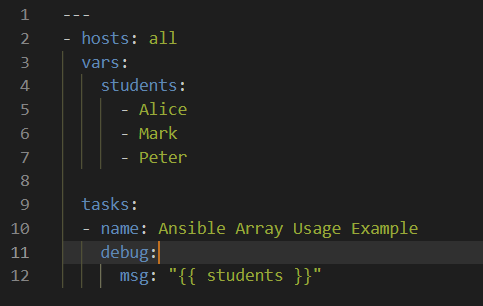 1 ---
2 - hosts: all
3   vars:
4     students:
5       - Alice
6       - Mark
7       - Peter
8
9   tasks:
10   - name: Ansible Array Usage Example
11     debug:
12       msg: "{{ students }}"